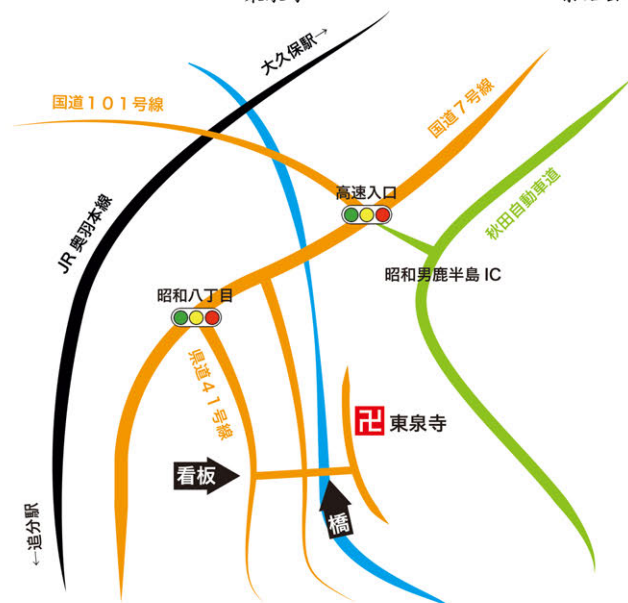 大久保駅→
国道１０１号線
国道７号線
高速入口
秋田自動車道
JR 奥羽本線
昭和男鹿半島 IC
昭和八丁目
県道４１号線
卍 東泉寺
看板
橋
←追分駅